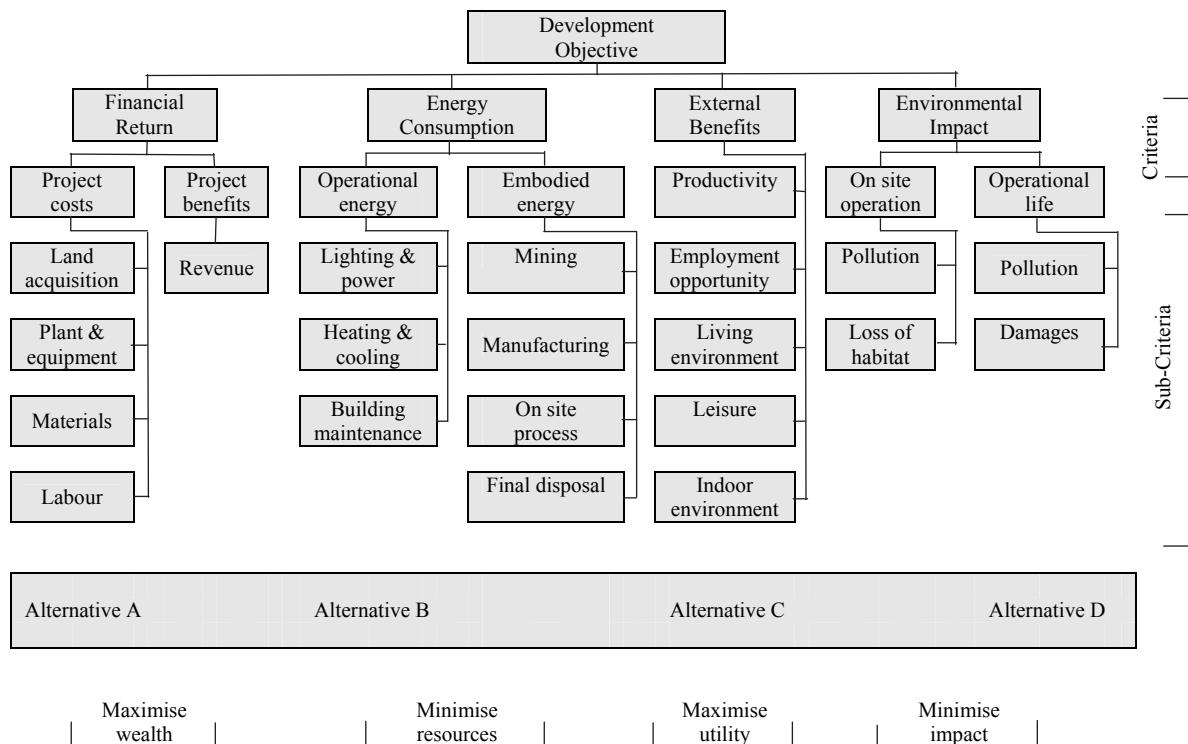 Development
Objective
Financial
Return
Energy
Consumption
External
Benefits
Environmental
Impact
Criteria
Project
costs
Project
benefits
Operational
energy
Embodied
energy
Productivity
On site
operation
Operational
life
Land
acquisition
Revenue
Lighting &
power
Mining
Employment
opportunity
Pollution
Pollution
Plant &
equipment
Heating &
cooling
Manufacturing
Living
environment
Loss of
habitat
Damages
Sub-Criteria
Materials
Building
maintenance
On site
process
Leisure
Labour
Final disposal
Indoor
environment
Alternative A
Alternative B
Alternative C
Alternative D
Maximise
wealth
Minimise
resources
Maximise
utility
Minimise
impact